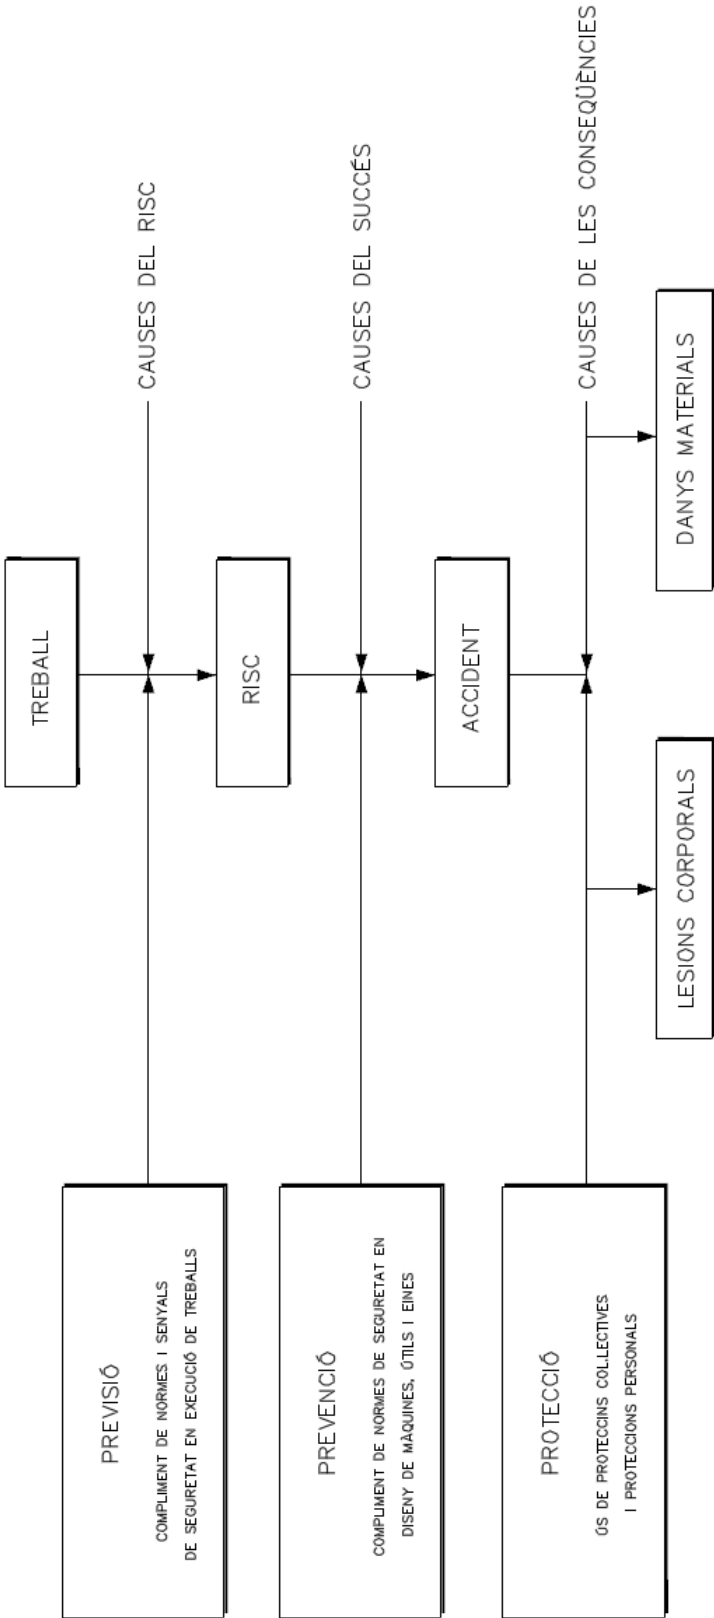 TREBALL
CAUSES DEL RISC
PREVISIÓ
COMPLIMENT DE NORMES I SENYALS
DE SEGURETAT EN EXECUCIÓ DE TREBALLS
RISC
CAUSES DEL SUCCÉS
PREVENCIÓ
COMPLIMENT DE NORMES DE SEGURETAT EN
DISENY DE MÀQUINES, ÚTILS I EINES
ACCIDENT
CAUSES DE LES CONSEQÜÈNCIES
PROTECCIÓ
ÚS DE PROTECCINS COL.LECTIVES
I PROTECCIONS PERSONALS
LESIONS CORPORALS
DANYS MATERIALS